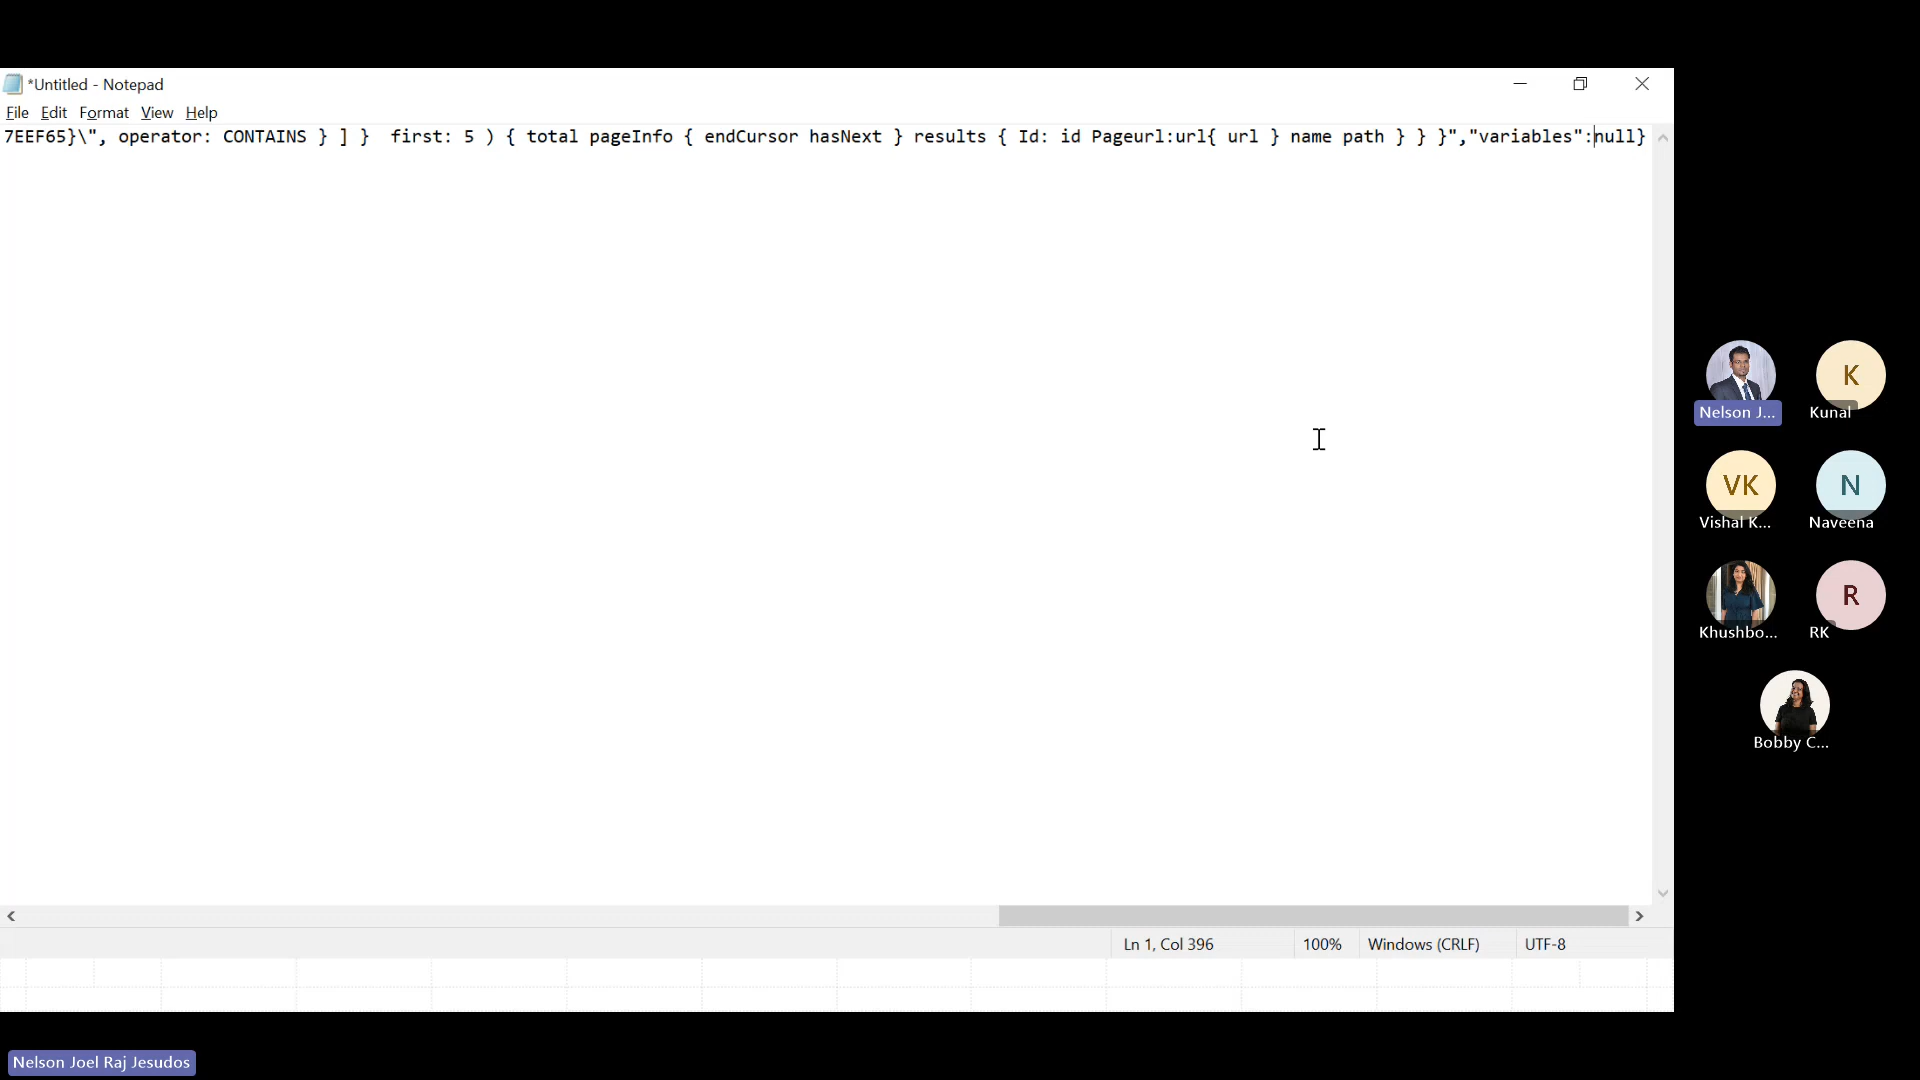 *Untitled - Notepad
File Edit Format View Help
7EEF65}\", operator: CONTAINS } ] }  first: 5 ) { total pageInfo { endCursor hasNext } results { Id: id Pageurl:url{ url } name path } } }","variables":null}
Nelson J...
K
Kunal
VK
Vishal K...
N
Naveena
Khushbo...
R
RK
Bobby C...
Ln 1, Col 396
100%
Windows (CRLF)
UTF-8
Nelson Joel Raj Jesudos